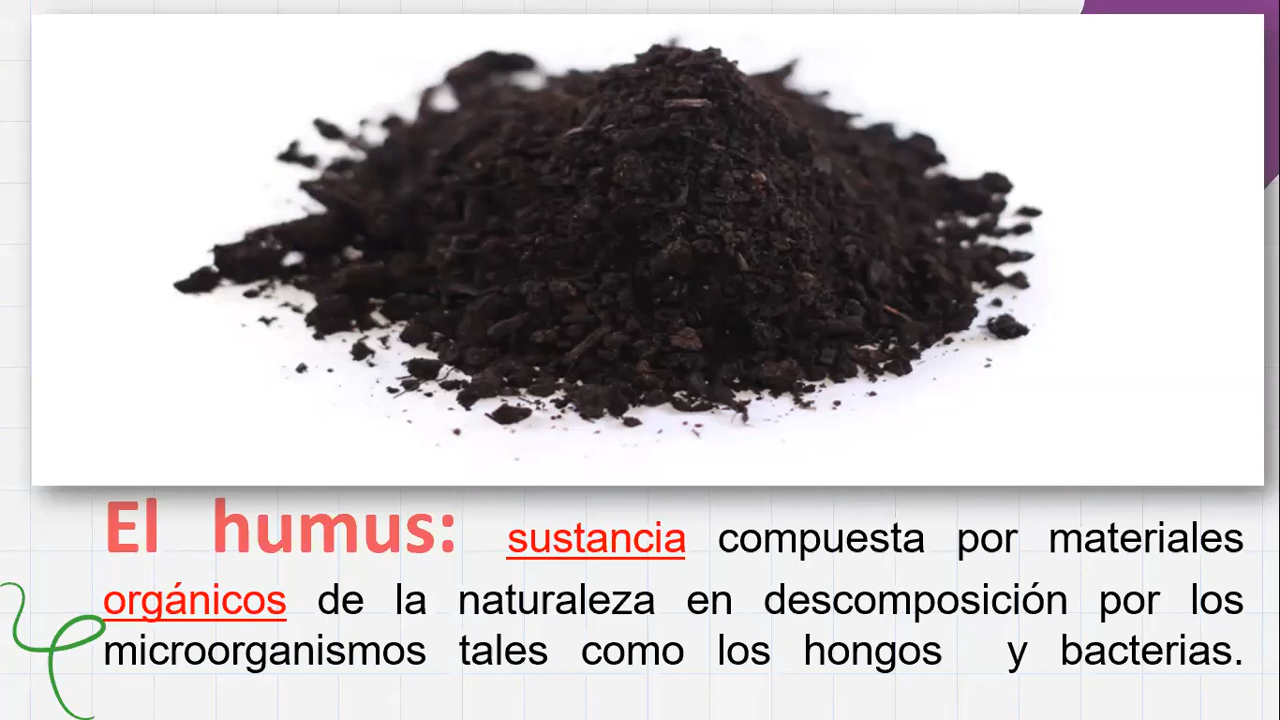 El humus: sustancia compuesta por materiales
orgánicos de la naturaleza en descomposición por los
microorganismos tales como los hongos y bacterias.